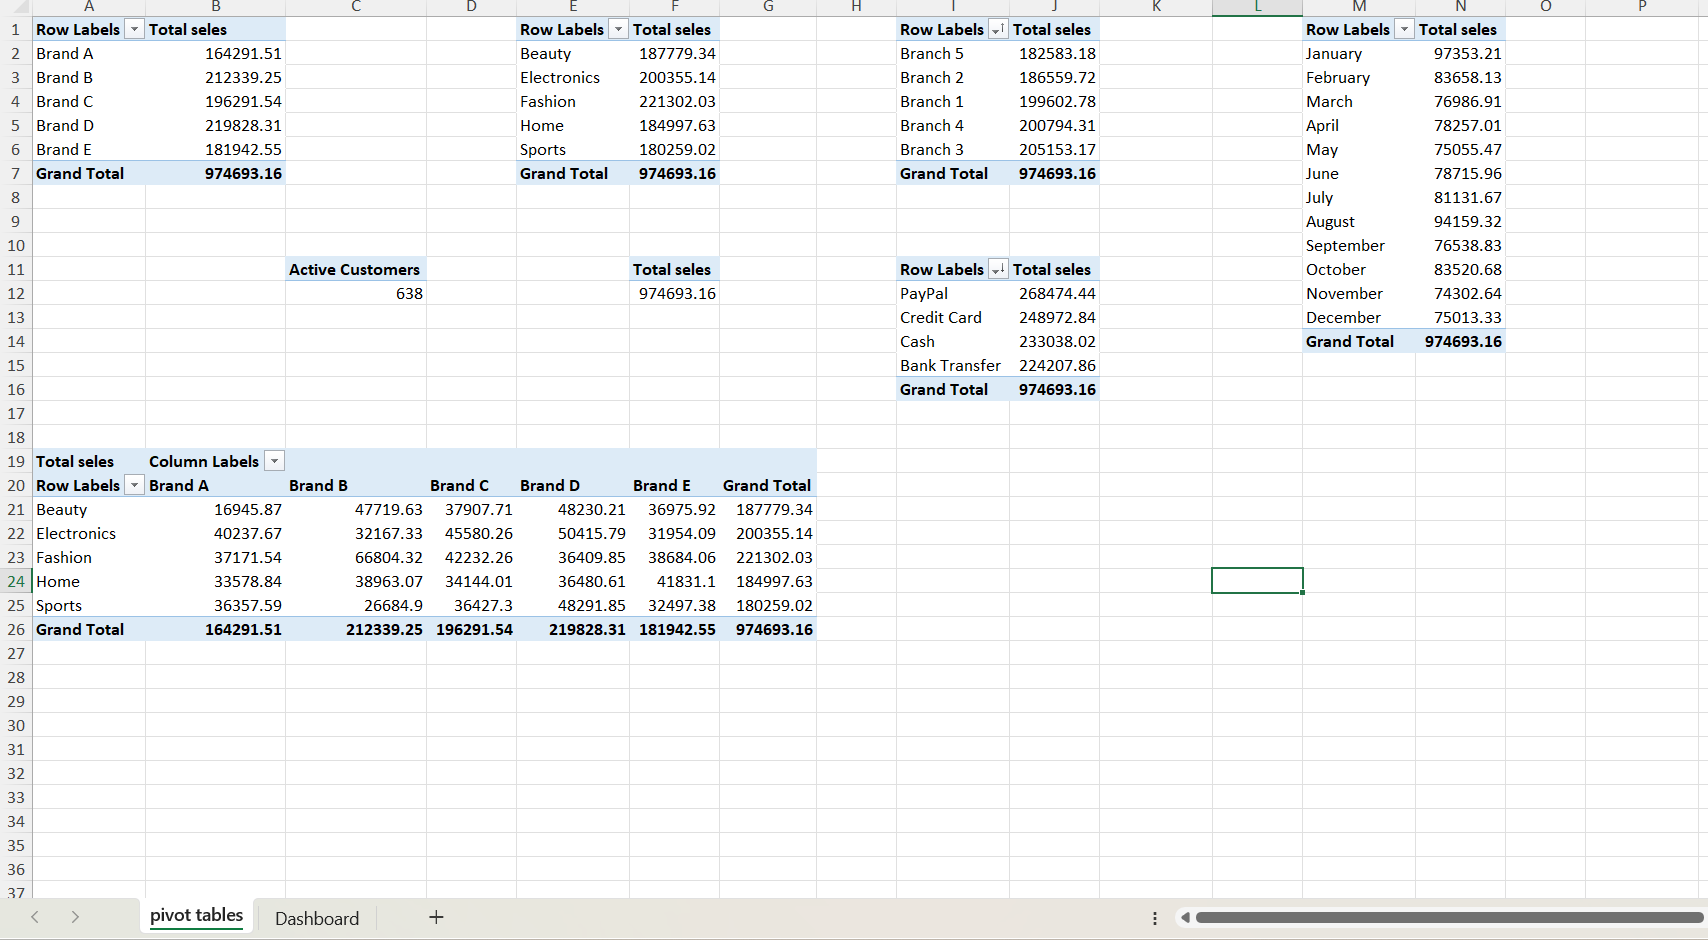 A B C D E F G H I J K L M N O P
1 Row Labels Total seles Row Labels Total seles Row Labels Total seles Row Labels Total seles
2 Brand A 164291.51 Beauty 187779.34 Branch 5 182583.18 January 97353.21
3 Brand B 212339.25 Electronics 200355.14 Branch 2 186559.72 February 83658.13
4 Brand C 196291.54 Fashion 221302.03 Branch 1 199602.78 March 76986.91
5 Brand D 219828.31 Home 184997.63 Branch 4 200794.31 April 78257.01
6 Brand E 181942.55 Sports 180259.02 Branch 3 205153.17 May 75055.47
7 Grand Total 974693.16 Grand Total 974693.16 Grand Total 974693.16 June 78715.96
8 July 81131.67
9 August 94159.32
10 September 76538.83
11 Active Customers Total seles Row Labels Total seles October 83520.68
12 638 974693.16 PayPal 268474.44 November 74302.64
13 Credit Card 248972.84 December 75013.33
14 Cash 233038.02 Grand Total 974693.16
15 Bank Transfer 224207.86
16 Grand Total 974693.16
17
18
19 Total seles Column Labels
20 Row Labels Brand A Brand B Brand C Brand D Brand E Grand Total
21 Beauty 16945.87 47719.63 37907.71 48230.21 36975.92 187779.34
22 Electronics 40237.67 32167.33 45580.26 50415.79 31954.09 200355.14
23 Fashion 37171.54 66804.32 42232.26 36409.85 38684.06 221302.03
24 Home 33578.84 38963.07 34144.01 36480.61 41831.1 184997.63
25 Sports 36357.59 26684.9 36427.3 48291.85 32497.38 180259.02
26 Grand Total 164291.51 212339.25 196291.54 219828.31 181942.55 974693.16
27
28
29
30
31
32
33
34
35
36
37
pivot tables Dashboard